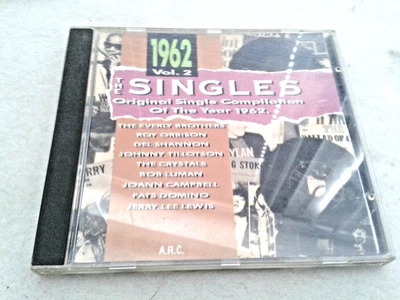 1962
Vol. 2
THE SINGLES
Original Single Compilation
Of The Year 1962.
THE EVERLY BROTHERS
ROY ORBISON
DEL SHANNON
JOHNNY TILLOTSON
THE CRYSTALS
BOB LUMAN
JOANN CAMPBELL
FATS DOMINO
JERRY LEE LEWIS
A.R.C.